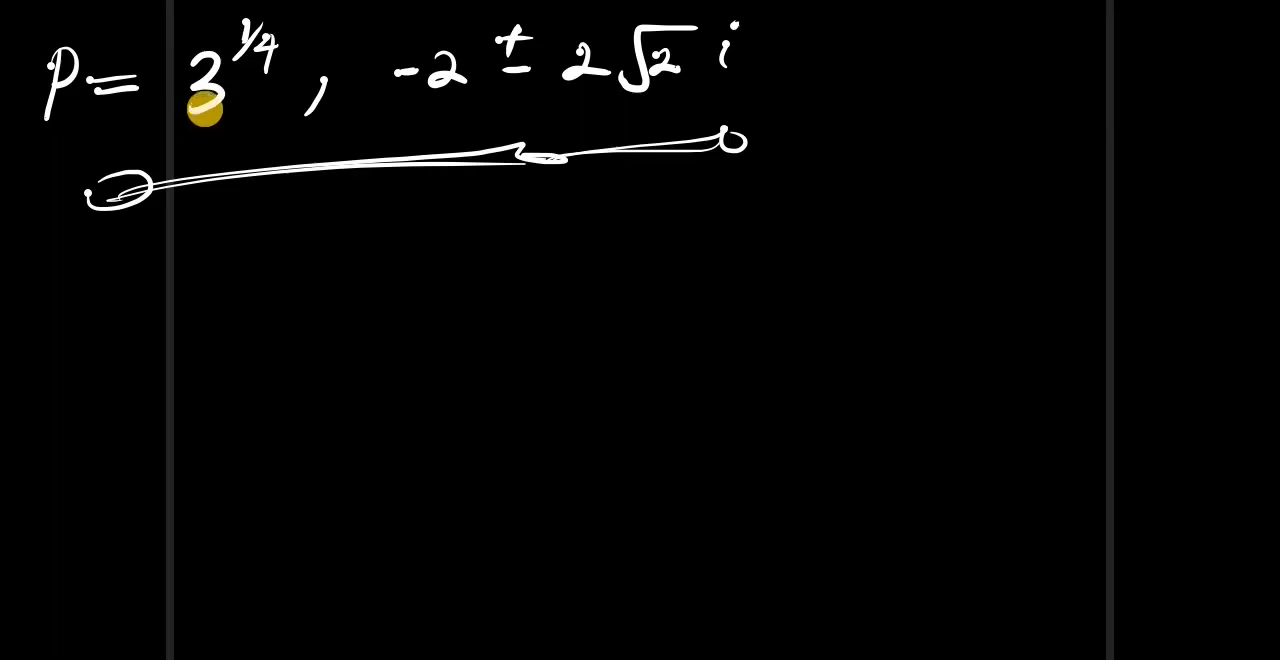 P = 3^{1/4} , -2 ± 2√2 i